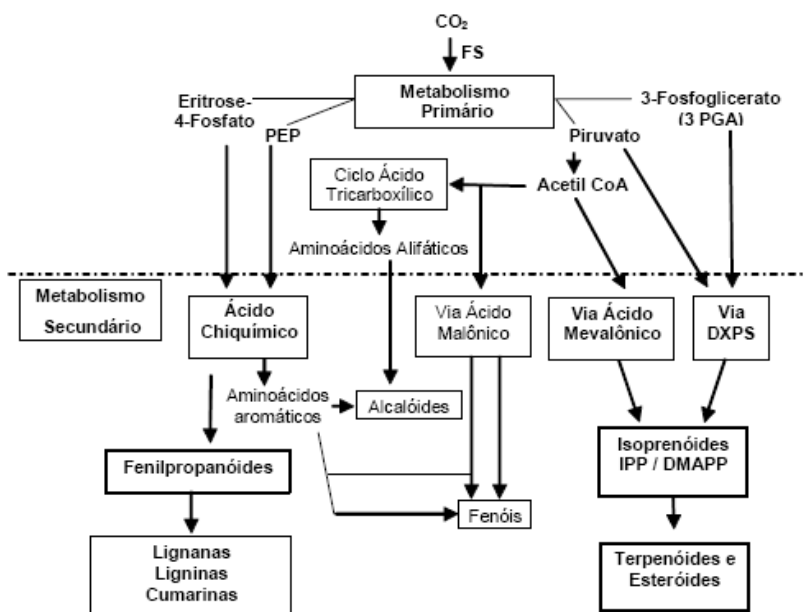 CO₂
FS
Metabolismo
Primário
Eritrose-
4-Fosfato
PEP
3-Fosfoglicerato
(3 PGA)
Piruvato
Ciclo Ácido
Tricarboxílico
Acetil CoA
Aminoácidos Alifáticos
Metabolismo
Secundário
Ácido
Chiquímico
Via Ácido
Malônico
Via Ácido
Mevalônico
Via
DXPS
Aminoácidos
aromáticos
Alcalóides
Fenilpropanóides
Isoprenóides
IPP / DMAPP
Fenóis
Lignanas
Ligninas
Cumarinas
Terpenóides e
Esteróides